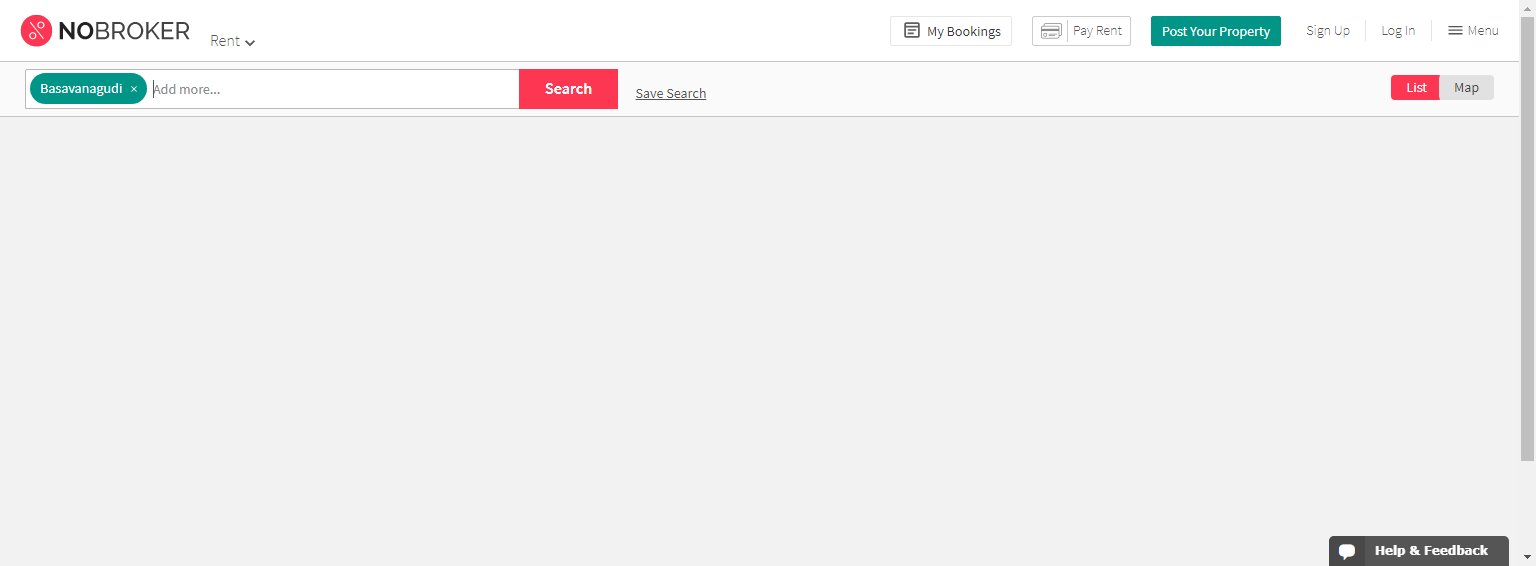 NOBROKER
Rent
My Bookings
Pay Rent
Post Your Property
Sign Up
Log In
Menu
Basavanagudi ×
Add more...
Search
Save Search
List
Map
Help & Feedback